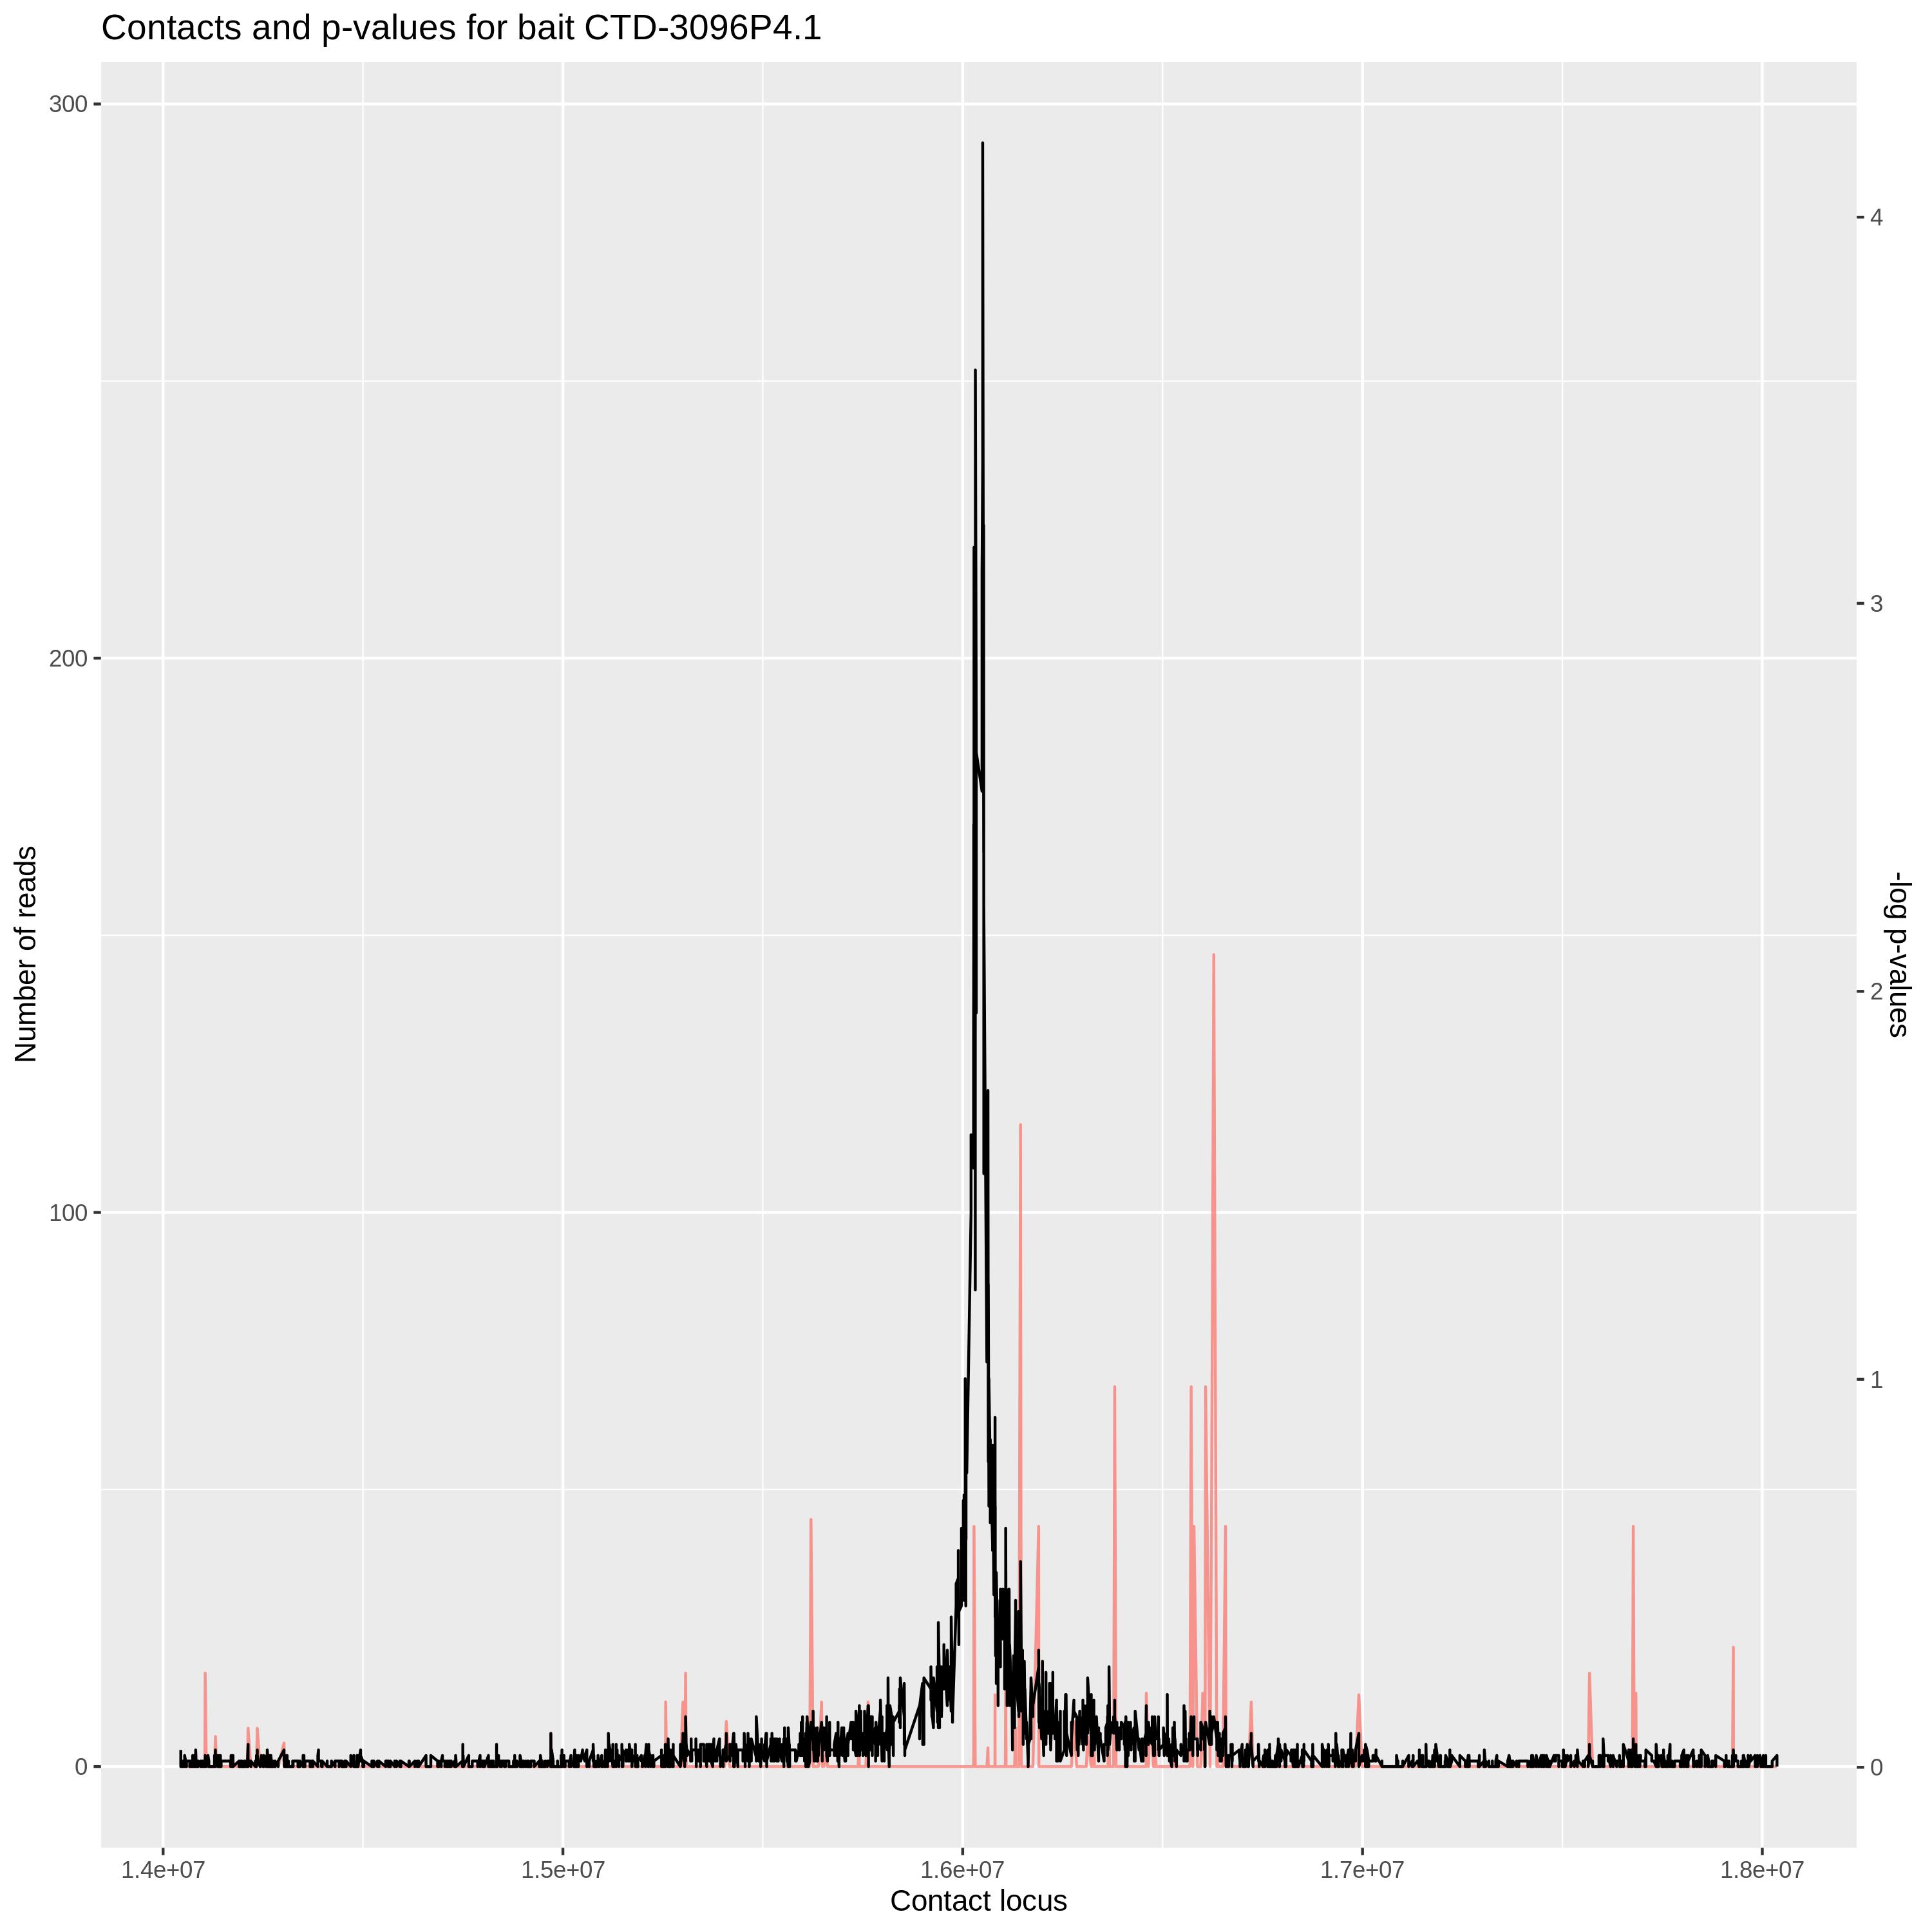 Contacts and p-values for bait CTD-3096P4.1
Number of reads
300
200
100
0
4
3
2
1
0
-log p-values
1.4e+07
1.5e+07
1.6e+07
1.7e+07
1.8e+07
Contact locus